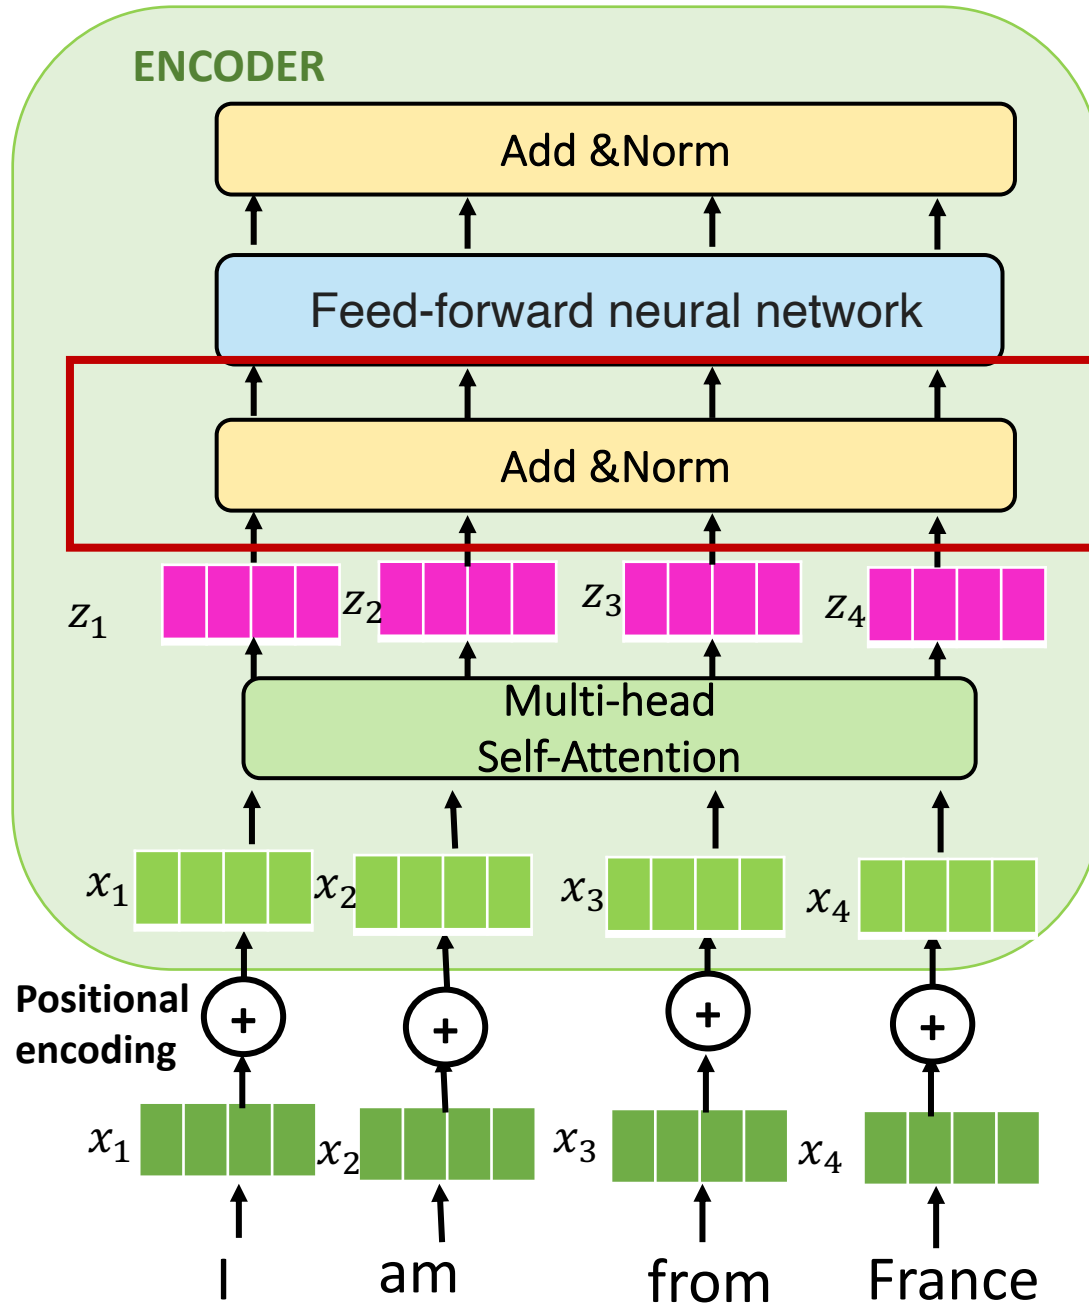 ENCODER
Add &Norm
Feed-forward neural network
Add &Norm
z1 z2 z3 z4
Multi-head
Self-Attention
x1 x2 x3 x4
Positional
encoding
+ + + +
x1 x2 x3 x4
I am from France